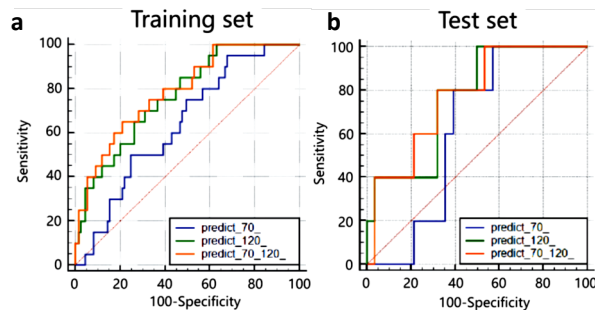 a
Training set
100
80
60
40
20
0
Sensitivity
0 20 40 60 80 100
100-Specificity
predict_70_
predict_120_
predict_70_120_
b
Test set
100
80
60
40
20
0
Sensitivity
0 20 40 60 80 100
100-Specificity
predict_70_
predict_120_
predict_70_120_